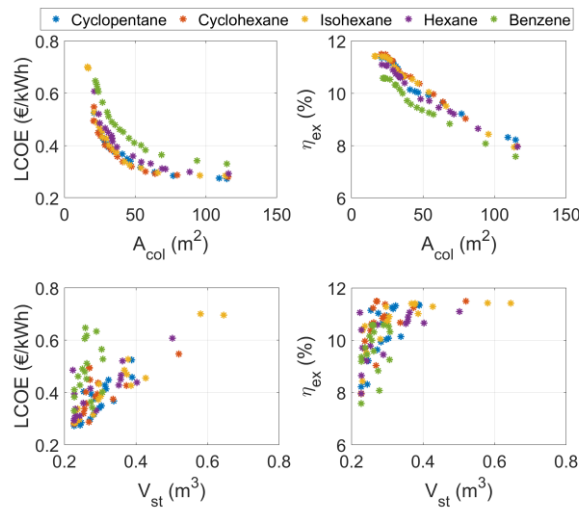 Cyclopentane Cyclohexane Isohexane Hexane Benzene
0.8
0.6
0.4
0.2
LCOE (€/kWh)
0 50 100 150
A_col (m²)
12
10
8
6
η_ex (%)
0 50 100 150
A_col (m²)
0.8
0.6
0.4
0.2
LCOE (€/kWh)
0.2 0.4 0.6 0.8
V_st (m³)
12
10
8
6
η_ex (%)
0.2 0.4 0.6 0.8
V_st (m³)